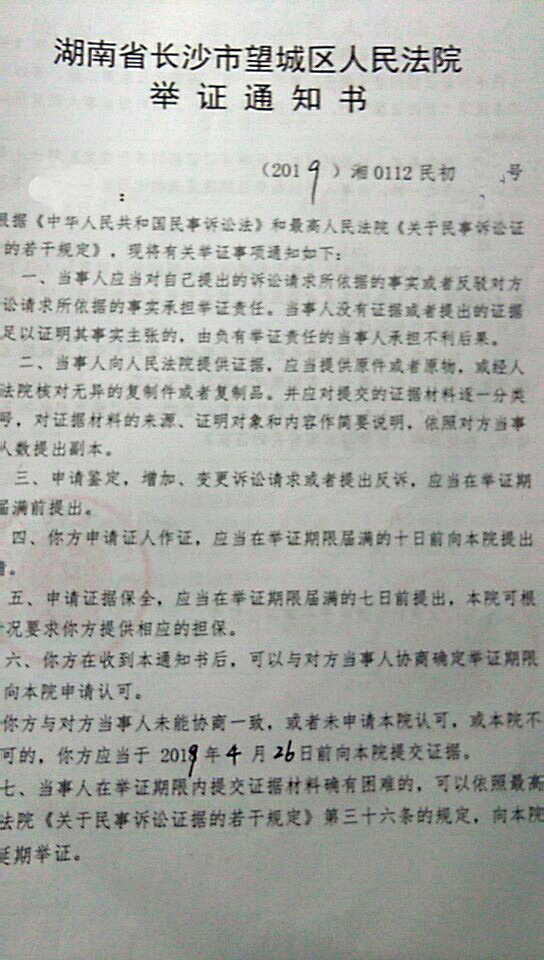 湖南省长沙市望城区人民法院
举证通知书
（2019）湘0112民初 号
：
根据《中华人民共和国民事诉讼法》和最高人民法院《关于民事诉讼证
的若干规定》，现将有关举证事项通知如下：
一、当事人应当对自己提出的诉讼请求所依据的事实或者反驳对方
讼请求所依据的事实承担举证责任。当事人没有证据或者提出的证据
足以证明其事实主张的，由负有举证责任的当事人承担不利后果。
二、当事人向人民法院提供证据，应当提供原件或者原物，或经人
法院核对无异的复制件或者复制品。并应对提交的证据材料逐一分类
号，对证据材料的来源、证明对象和内容作简要说明，依照对方当事
人数提出副本。
三、申请鉴定，增加、变更诉讼请求或者提出反诉，应当在举证期
届满前提出。
四、你方申请证人作证，应当在举证期限届满的十日前向本院提出
。
五、申请证据保全，应当在举证期限届满的七日前提出，本院可根
情况要求你方提供相应的担保。
六、你方在收到本通知书后，可以与对方当事人协商确定举证期限
向本院申请认可。
你方与对方当事人未能协商一致，或者未申请本院认可，或本院不
可的，你方应当于 2019年4月26日前向本院提交证据。
七、当事人在举证期限内提交证据材料确有困难的，可以依照最高
法院《关于民事诉讼证据的若干规定》第三十六条的规定，向本院
延期举证。